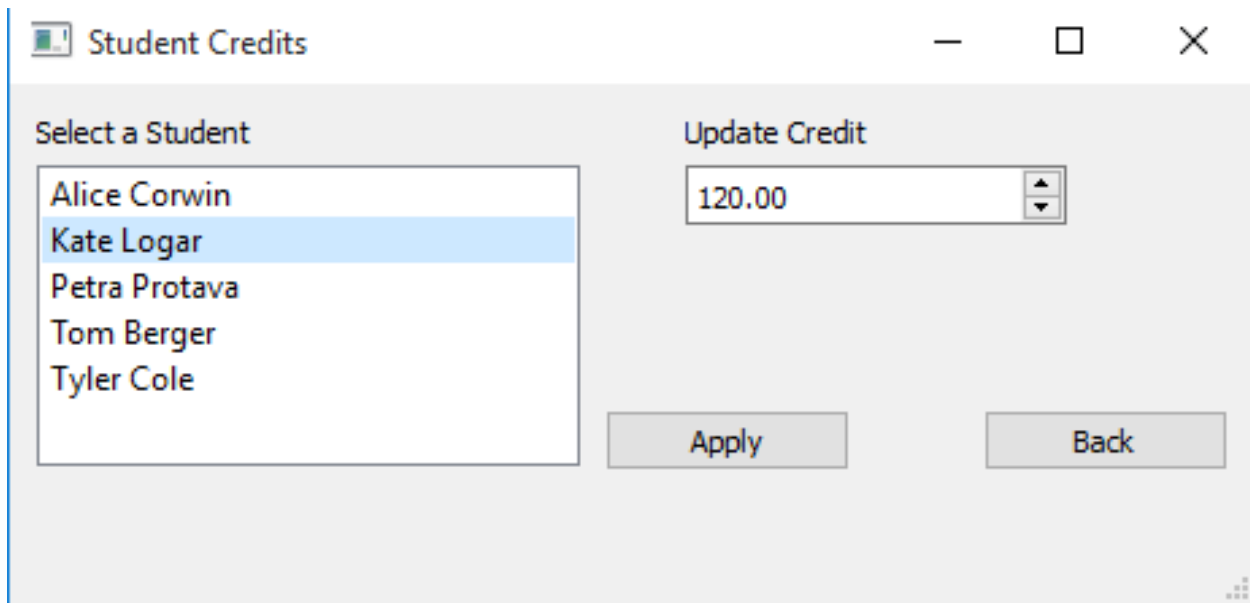 Student Credits
Select a Student
Update Credit
Alice Corwin
120.00
Kate Logar
Petra Protava
Tom Berger
Tyler Cole
Apply
Back